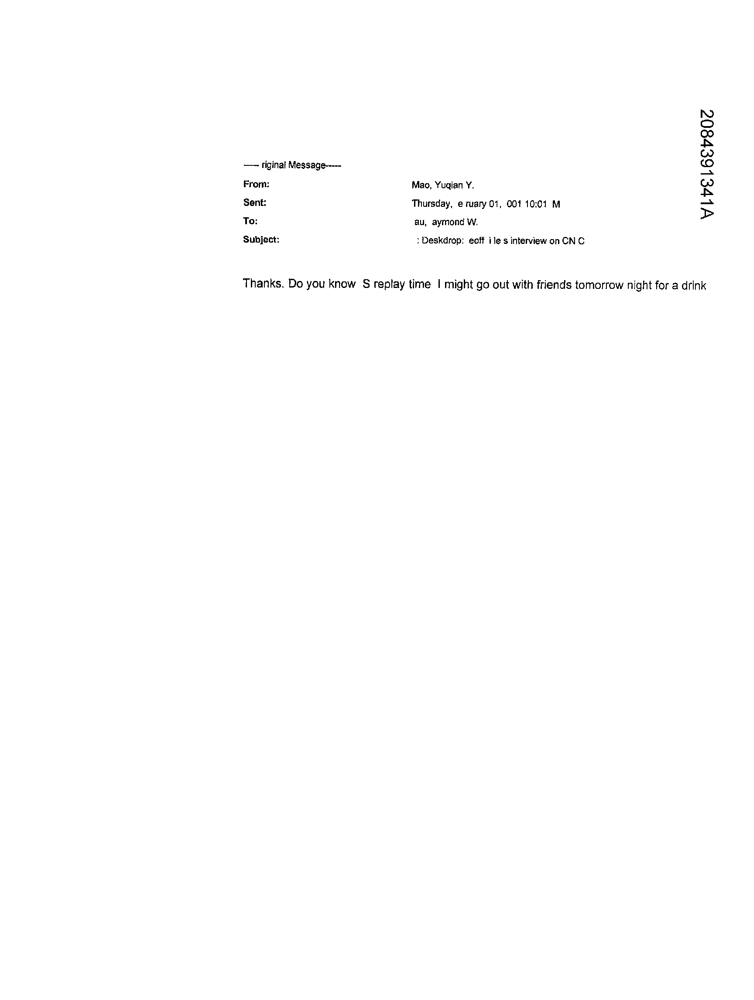 ----- riginal Message-----
From: Mao, Yuqian Y.
Sent: Thursday, e ruary 01, 001 10:01 M
To: au, aymond W.
Subject: : Deskdrop: eoff i le s interview on CN C
Thanks. Do you know S replay time I might go out with friends tomorrow night for a drink
2084391341A